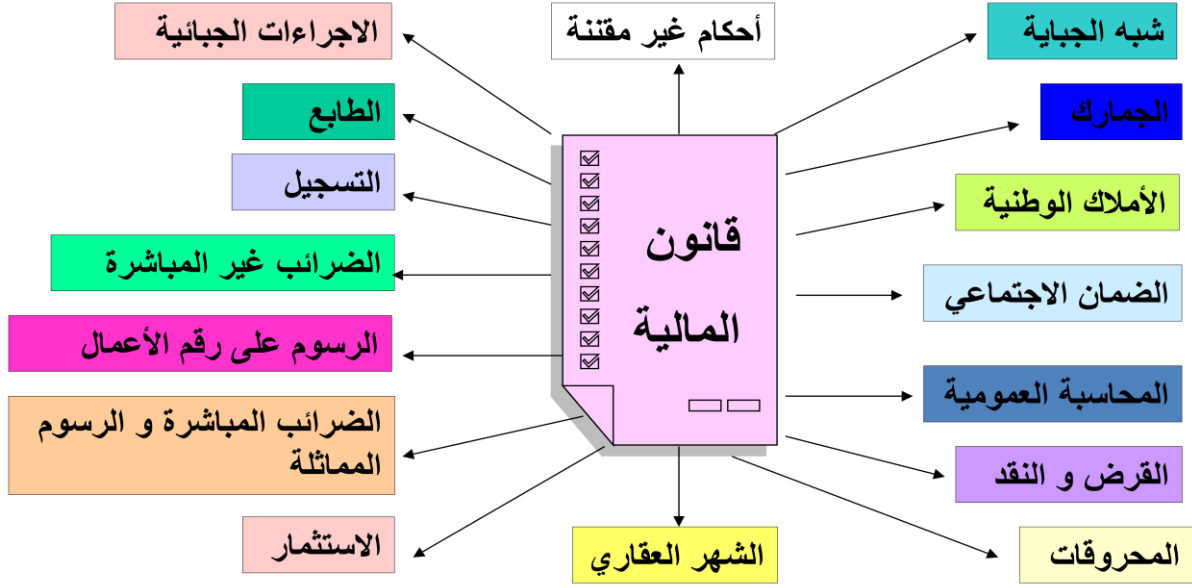 شبه الجباية
أحكام غير مقتننة
الاجراءات الجبائية
الجمارك
الطابع
الأملاك الوطنية
التسجيل
قانون
المالية
الضمان الاجتماعي
الضرائب غير المباشرة
الرسوم على رقم الأعمال
المحاسبة العمومية
الضرائب المباشرة و الرسوم
المماثلة
القرض و النقد
المحروقات
الشهر العقاري
الاستثمار